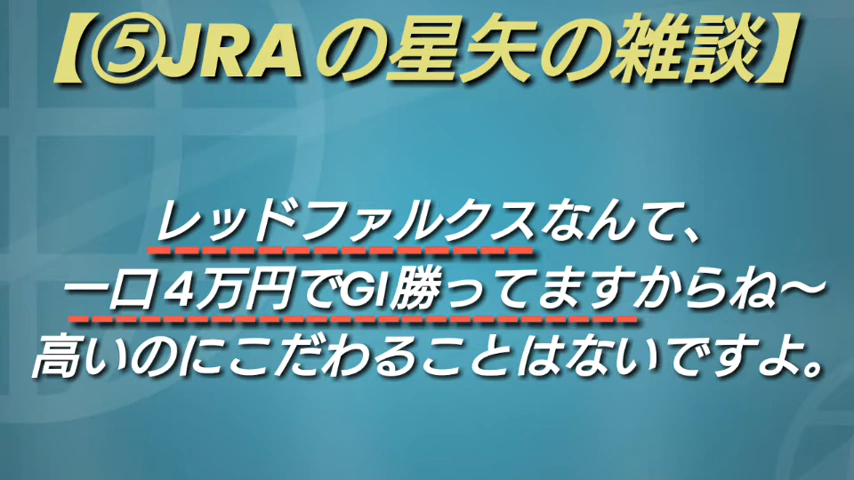 【⑤JRAの星矢の雑談】
レッドファルクスなんて、
一口4万円でGI勝ってますからね〜
高いのにこだわることはないですよ。